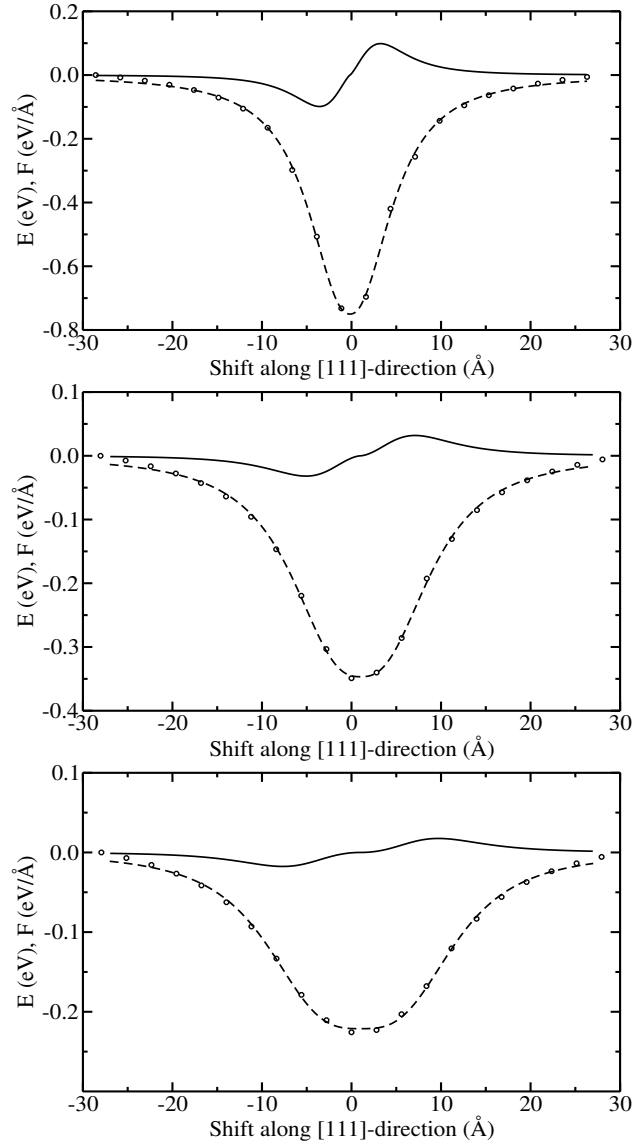 0.2
0.0
-0.2
-0.4
-0.6
-0.8
E (eV), F (eV/Å)
-30 -20 -10 0 10 20 30
Shift along [111]-direction (Å)
0.1
0.0
-0.1
-0.2
-0.3
-0.4
E (eV), F (eV/Å)
-30 -20 -10 0 10 20 30
Shift along [111]-direction (Å)
0.1
0.0
-0.1
-0.2
E (eV), F (eV/Å)
-30 -20 -10 0 10 20 30
Shift along [111]-direction (Å)